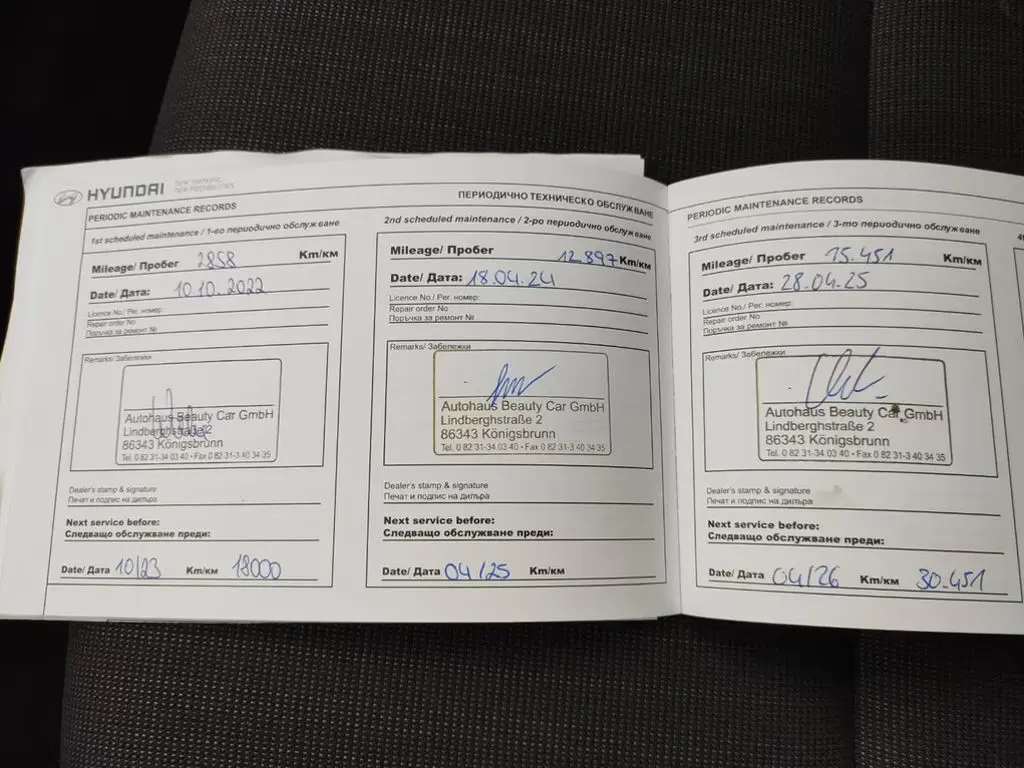 HYUNDAI
NEW THINKING.
NEW POSSIBILITIES.
PERIODIC MAINTENANCE RECORDS
ПЕРИОДИЧНО ТЕХНИЧЕСКО ОБСЛУЖВАНЕ
1st scheduled maintenance / 1-во периодично обслужване
Mileage/ Пробег 2858 Km/км
Date/ Дата: 10 10. 2022
Licence No./ Рег. номер:
Repair order No
Поръчка за ремонт №
Remarks/ Забележки
Autohaus Beauty Car GmbH
Lindberghstraße 2
86343 Königsbrunn
Tel. 0 82 31-34 03 40 • Fax 0 82 31-3 40 34 35
Dealer's stamp & signature
Печат и подпис на дилъра
Next service before:
Следващо обслужване преди:
Date/ Дата 10/23 Km/км 18000
2nd scheduled maintenance / 2-ро периодично обслужване
Mileage/ Пробег 12.897 Km/км
Date/ Дата: 18.04.24
Licence No./ Рег. номер:
Repair order No
Поръчка за ремонт №
Remarks/ Забележки
Autohaus Beauty Car GmbH
Lindberghstraße 2
86343 Königsbrunn
Tel. 0 82 31-34 03 40 • Fax 0 82 31-3 40 34 35
Dealer's stamp & signature
Печат и подпис на дилъра
Next service before:
Следващо обслужване преди:
Date/ Дата 04/25 Km/км
PERIODIC MAINTENANCE RECORDS
3rd scheduled maintenance / 3-то периодично обслужване
Mileage/ Пробег 15.451 Km/км
Date/ Дата: 28.04.25
Licence No./ Рег. номер:
Repair order No
Поръчка за ремонт №
Remarks/ Забележки
Autohaus Beauty Car GmbH
Lindberghstraße 2
86343 Königsbrunn
Tel. 0 82 31-34 03 40 • Fax 0 82 31-3 40 34 35
Dealer's stamp & signature
Печат и подпис на дилъра
Next service before:
Следващо обслужване преди:
Date/ Дата 04/26 Km/км 30.451